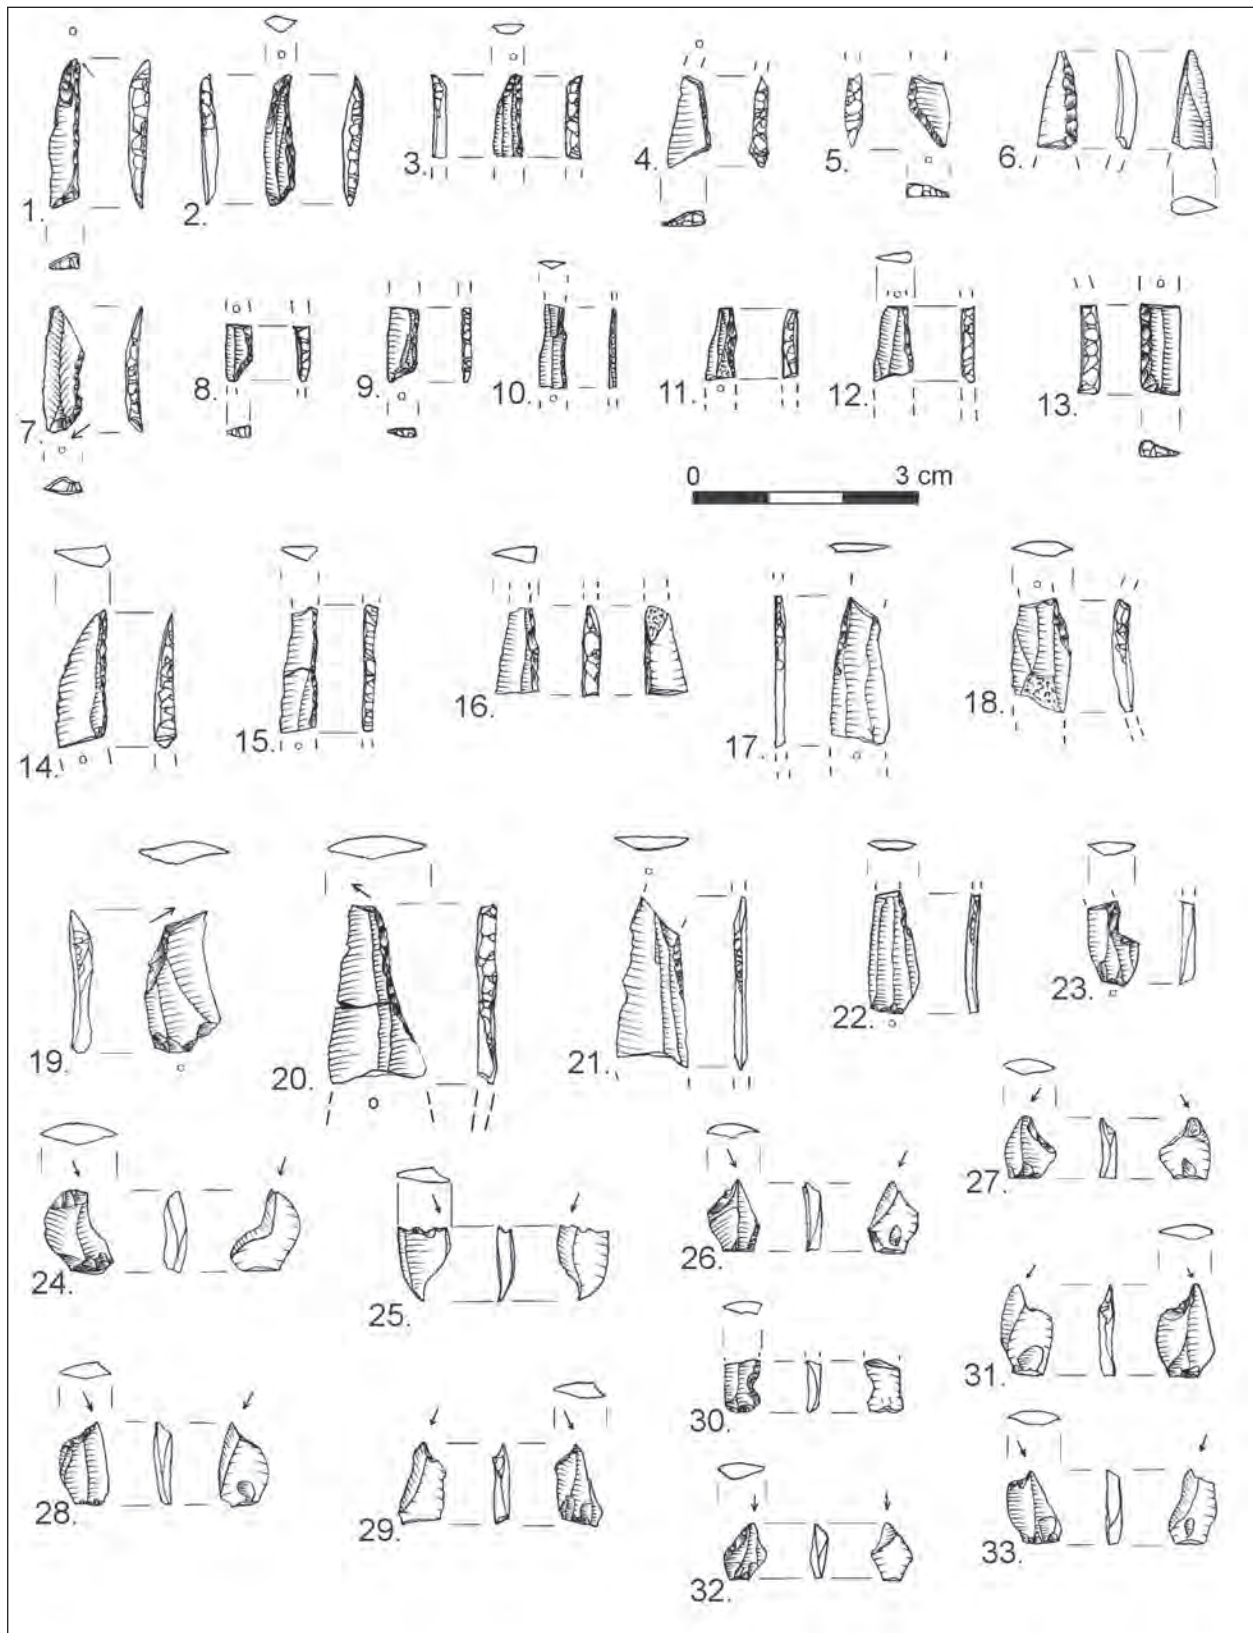 1. 2. 3. 4. 5. 6.
7. 8. 9. 10. 11. 12. 13.
0 3 cm
14. 15. 16. 17. 18.
19. 20. 21. 22. 23.
24. 25. 26. 27.
28. 29. 30. 31.
32. 33.